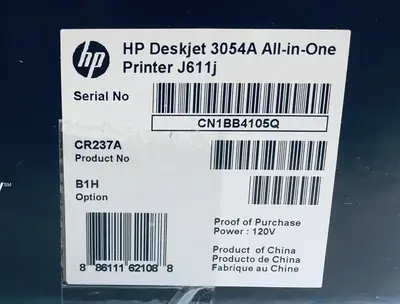 hp
HP Deskjet 3054A All-in-One
Printer J611j
Serial No
CN1BB4105Q
CR237A
Product No
B1H
Option
Proof of Purchase
Power : 120V
Product of China
Producto de China
Fabrique au China
8 86111 62108 8